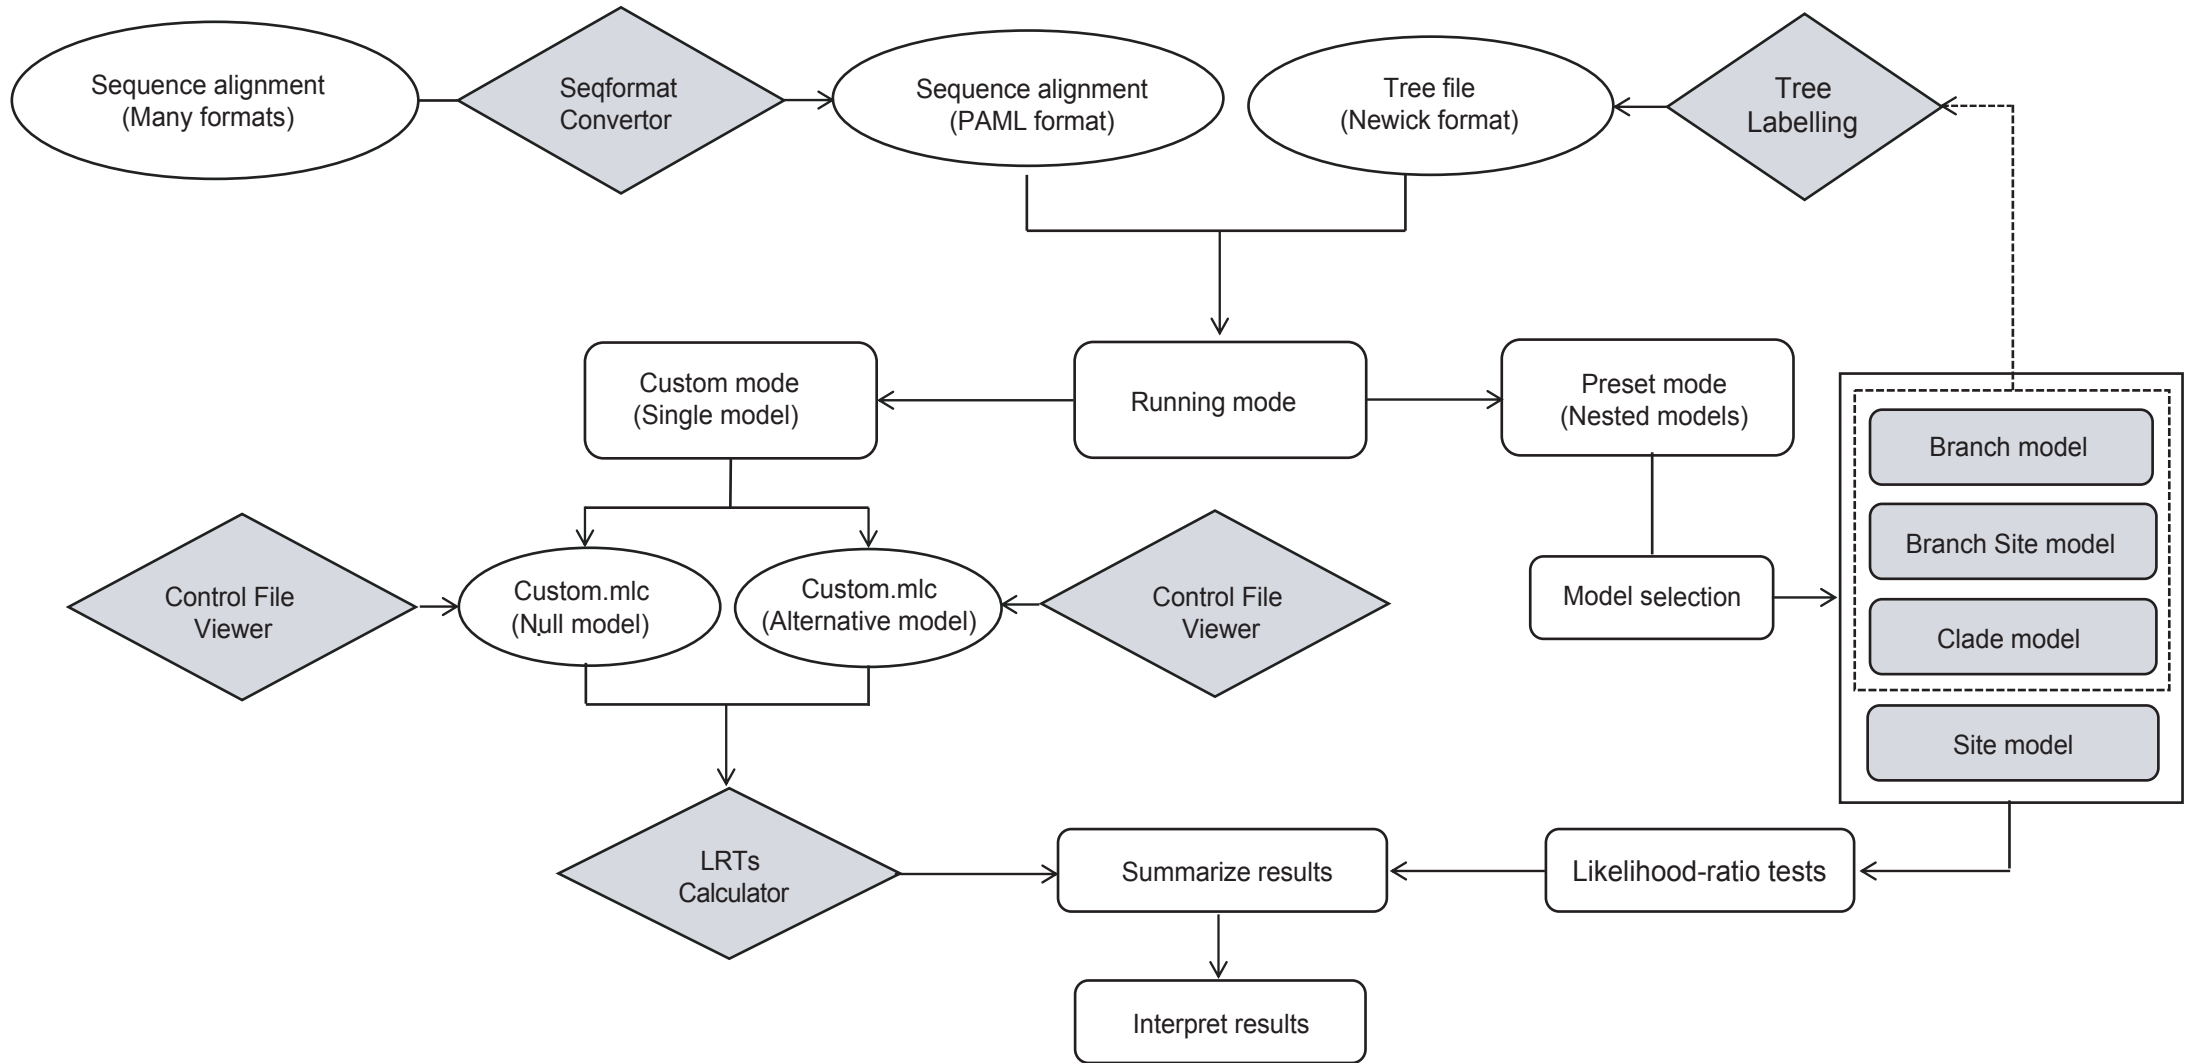 Sequence alignment
(Many formats)
Seqformat
Convertor
Sequence alignment
(PAML format)
Tree file
(Newick format)
Tree
Labelling
Custom mode
(Single model)
Running mode
Preset mode
(Nested models)
Branch model
Branch Site model
Clade model
Site model
Control File
Viewer
Custom.mlc
(Null model)
Custom.mlc
(Alternative model)
Control File
Viewer
Model selection
LRTs
Calculator
Summarize results
Likelihood-ratio tests
Interpret results